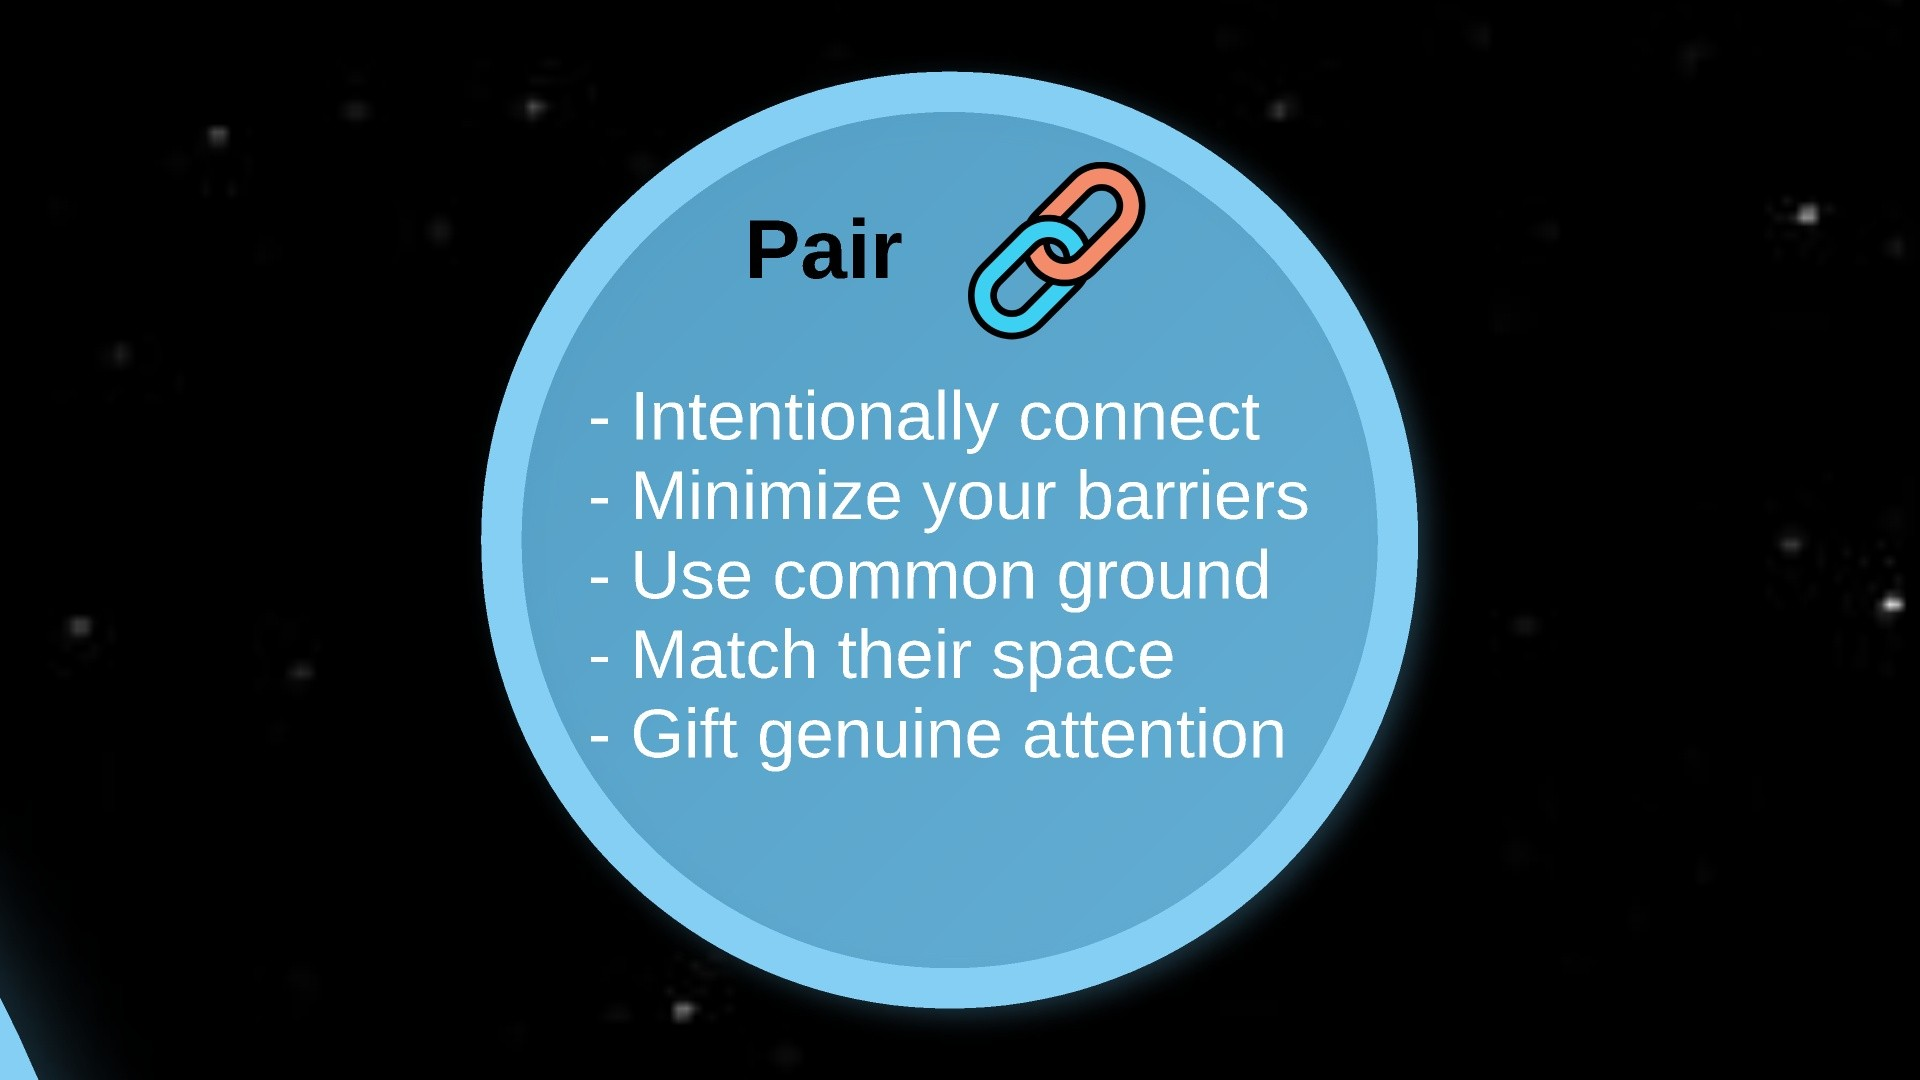 Pair
- Intentionally connect
- Minimize your barriers
- Use common ground
- Match their space
- Gift genuine attention